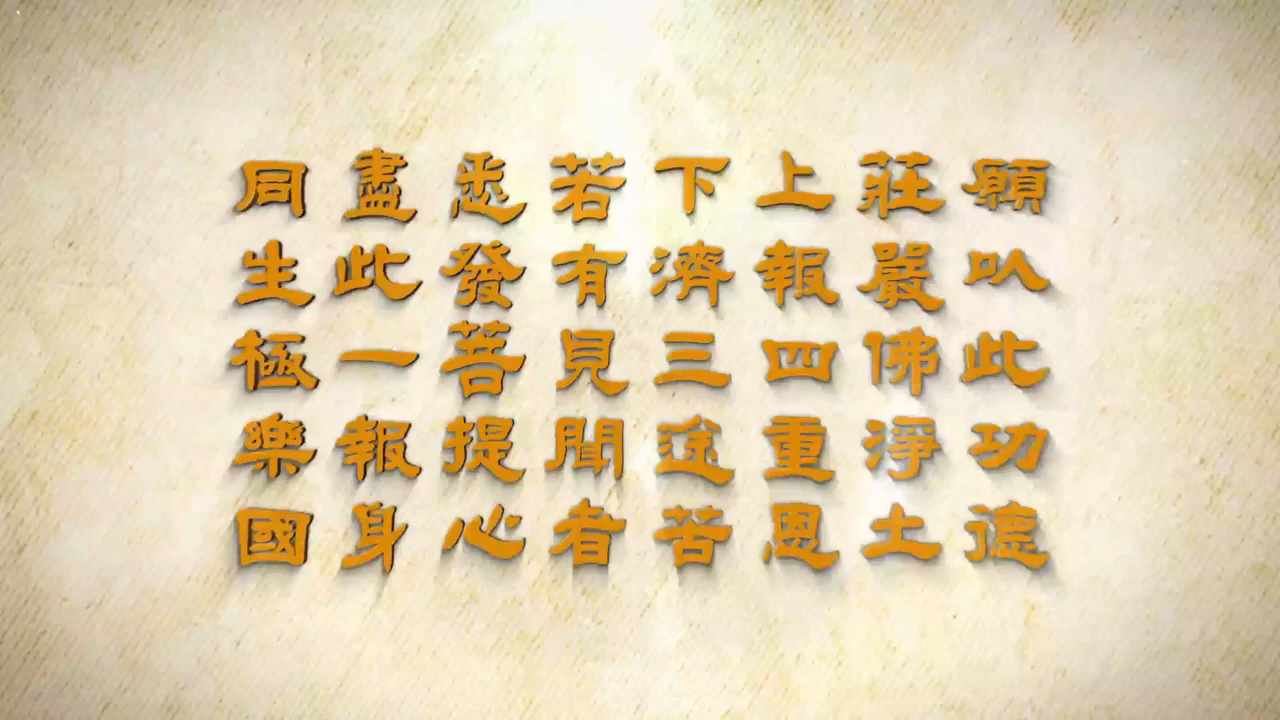 願以此功德
莊嚴佛淨土
上報四重恩
下濟三途苦
若有見聞者
悉發菩提心
盡此一報身
同生極樂國